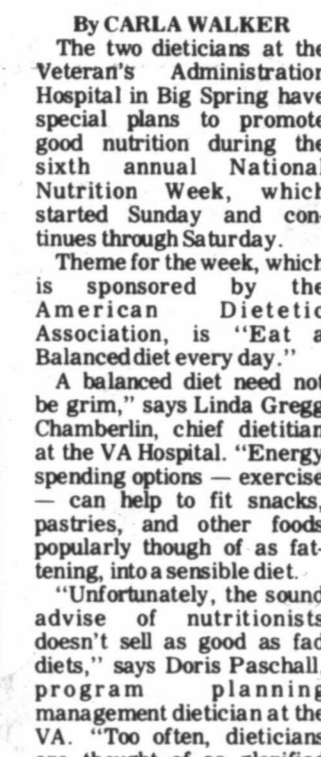 By CARLA WALKER
The two dieticians at the
Veteran's Administration
Hospital in Big Spring have
special plans to promote
good nutrition during the
sixth annual National
Nutrition Week, which
started Sunday and con-
tinues through Saturday.
Theme for the week, which
is sponsored by the
American Dietetic
Association, is "Eat a
Balanced diet every day."
A balanced diet need not
be grim," says Linda Gregg
Chamberlin, chief dietitian
at the VA Hospital. "Energy
spending options — exercise
— can help to fit snacks,
pastries, and other foods
popularly though of as fat-
tening, into a sensible diet.
"Unfortunately, the sound
advise of nutritionists
doesn't sell as good as fad
diets," says Doris Paschall,
program planning
management dietician at the
VA. "Too often, dieticians
are thought of as glorified